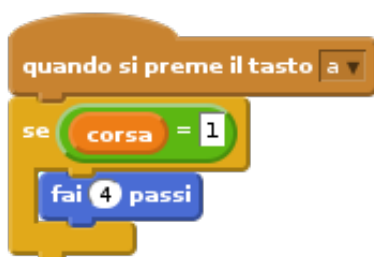 quando si preme il tasto a
se corsa = 1
fai 4 passi